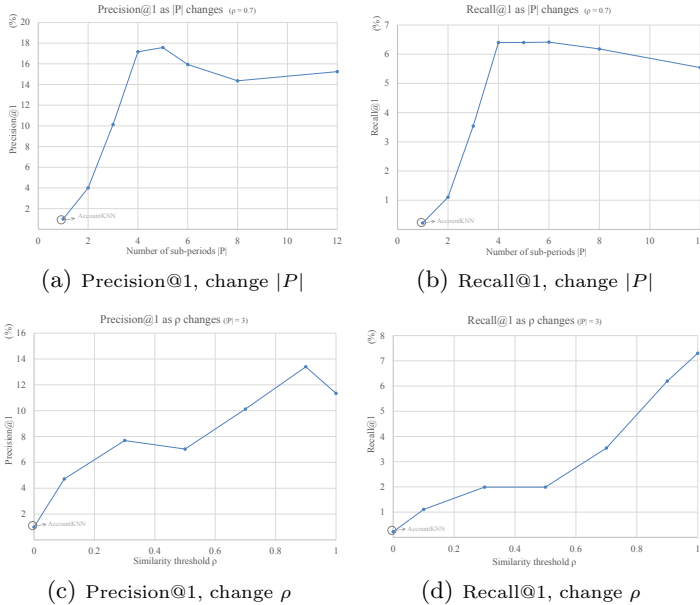 Precision@1 as |P| changes (ρ = 0.7)
(%)
20
18
16
14
12
10
8
6
4
2
Precision@1
AccountKNN
0 2 4 6 8 10 12
Number of sub-periods |P|
(a) Precision@1, change |P|
Recall@1 as |P| changes (ρ = 0.7)
(%)
7
6
5
4
3
2
1
Recall@1
AccountKNN
0 2 4 6 8 10 1
Number of sub-periods |P|
(b) Recall@1, change |P|
Precision@1 as ρ changes (|P| = 3)
(%)
16
14
12
10
8
6
4
2
Precision@1
AccountKNN
0 0.2 0.4 0.6 0.8 1
Similarity threshold ρ
(c) Precision@1, change ρ
Recall@1 as ρ changes (|P| = 3)
(%)
8
7
6
5
4
3
2
1
Recall@1
AccountKNN
0 0.2 0.4 0.6 0.8 1
Similarity threshold ρ
(d) Recall@1, change ρ